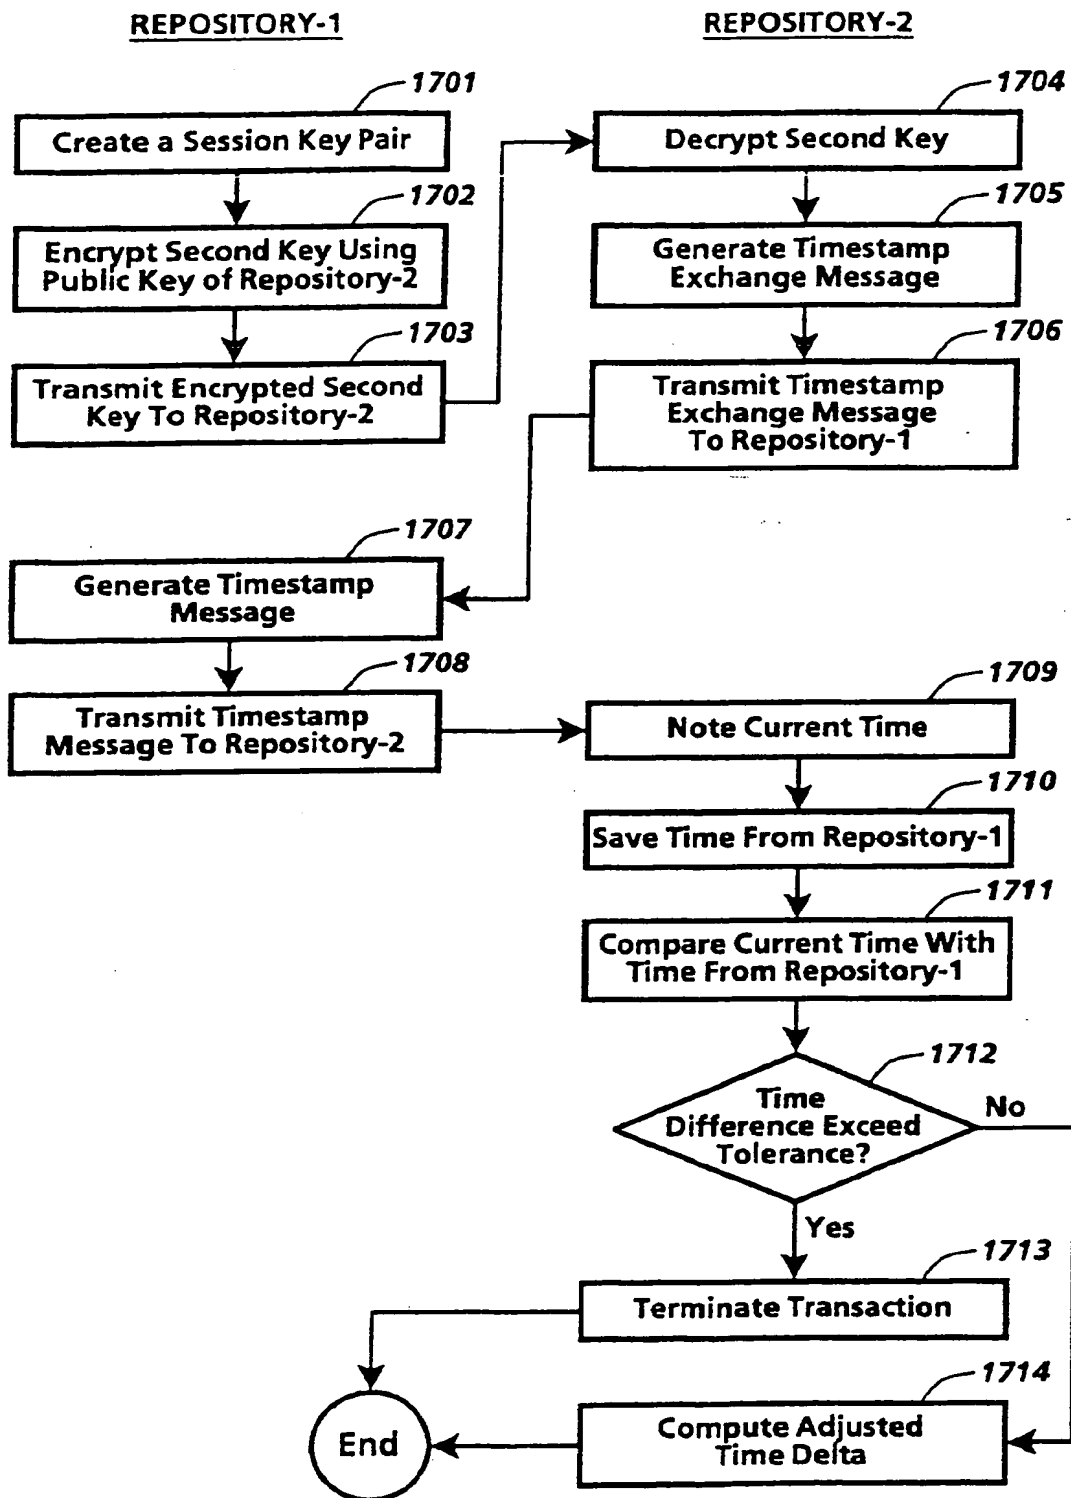 REPOSITORY-1
REPOSITORY-2
1701
Create a Session Key Pair
1702
Encrypt Second Key Using
Public Key of Repository-2
1703
Transmit Encrypted Second
Key To Repository-2
1704
Decrypt Second Key
1705
Generate Timestamp
Exchange Message
1706
Transmit Timestamp
Exchange Message
To Repository-1
1707
Generate Timestamp
Message
1708
Transmit Timestamp
Message To Repository-2
1709
Note Current Time
1710
Save Time From Repository-1
1711
Compare Current Time With
Time From Repository-1
1712
Time
Difference Exceed
Tolerance?
No
Yes
1713
Terminate Transaction
1714
Compute Adjusted
Time Delta
End